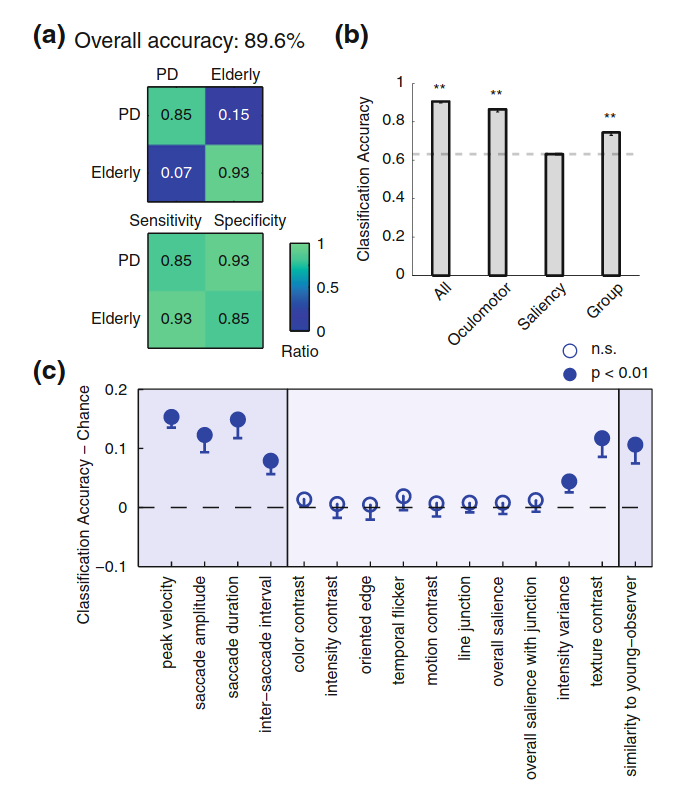 (a) Overall accuracy: 89.6%
PD Elderly
PD 0.85 0.15
Elderly 0.07 0.93
Sensitivity Specificity
PD 0.85 0.93
Elderly 0.93 0.85
1
0.5
0
Ratio
(b)
Classification Accuracy
1
0.8
0.6
0.4
0.2
0
** ** **
All Oculomotor Saliency Group
n.s.
p < 0.01
(c)
Classification Accuracy − Chance
0.2
0.1
0
−0.1
peak velocity
saccade amplitude
saccade duration
inter−saccade interval
color contrast
intensity contrast
oriented edge
temporal flicker
motion contrast
line junction
overall salience
overall salience with junction
intensity variance
texture contrast
similarity to young−observer